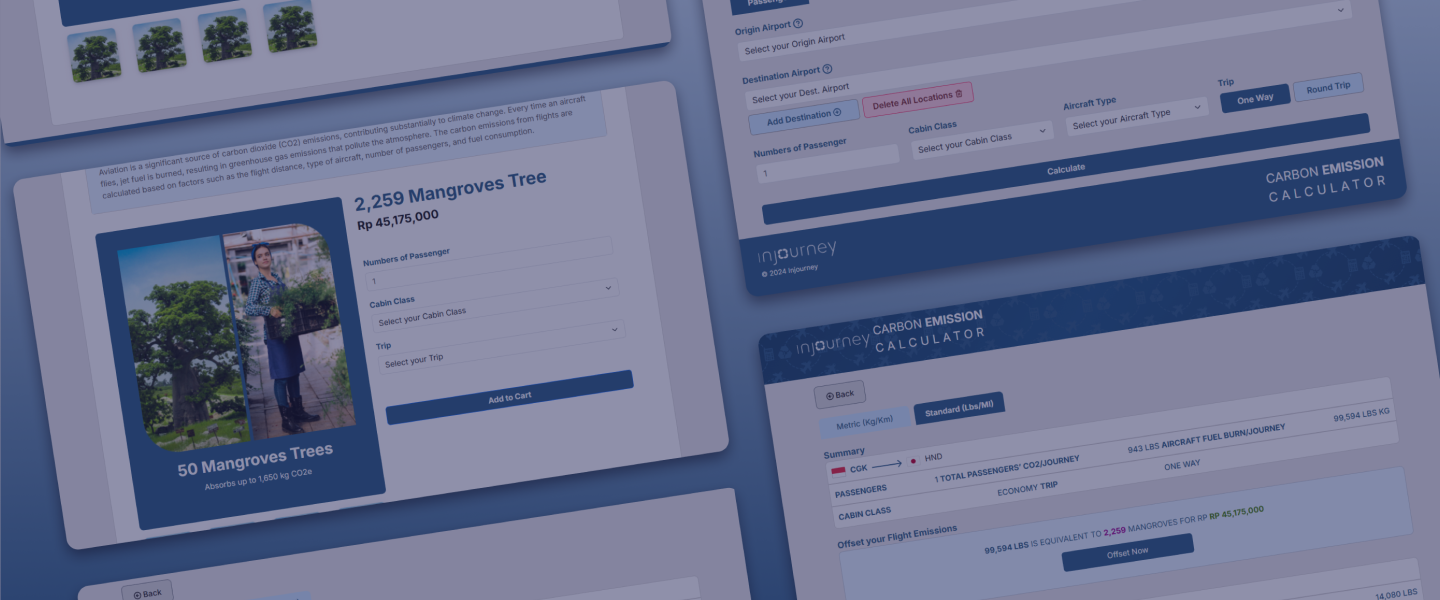 Aviation is a significant source of carbon dioxide (CO2) emissions, contributing substantially to climate change. Every time an aircraft
flies, jet fuel is burned, resulting in greenhouse gas emissions that pollute the atmosphere. The carbon emissions from flights are
calculated based on factors such as the flight distance, type of aircraft, number of passengers, and fuel consumption.
2,259 Mangroves Tree
Rp 45,175,000
Numbers of Passenger
1
Cabin Class
Select your Cabin Class
Trip
Select your Trip
Add to Cart
50 Mangroves Trees
Absorbs up to 1,650 kg CO2e
Back
Origin Airport
Select your Origin Airport
Destination Airport
Select your Dest. Airport
Add Destination
Delete All Locations
Numbers of Passenger
1
Cabin Class
Select your Cabin Class
Aircraft Type
Select your Aircraft Type
Trip
One Way
Round Trip
Calculate
injourney
© 2024 Injourney
CARBON EMISSION
CALCULATOR
injourney
CARBON EMISSION
CALCULATOR
Back
Metric (Kg/Km)
Standard (Lbs/MI)
Summary
CGK
HND
943 LBS AIRCRAFT FUEL BURN/JOURNEY
99,594 LBS KG
PASSENGERS
1 TOTAL PASSENGERS' CO2/JOURNEY
CABIN CLASS
ECONOMY TRIP
ONE WAY
Offset your Flight Emissions
99,594 LBS IS EQUIVALENT TO 2,259 MANGROVES FOR RP RP 45,175,000
Offset Now
14,080 LBS